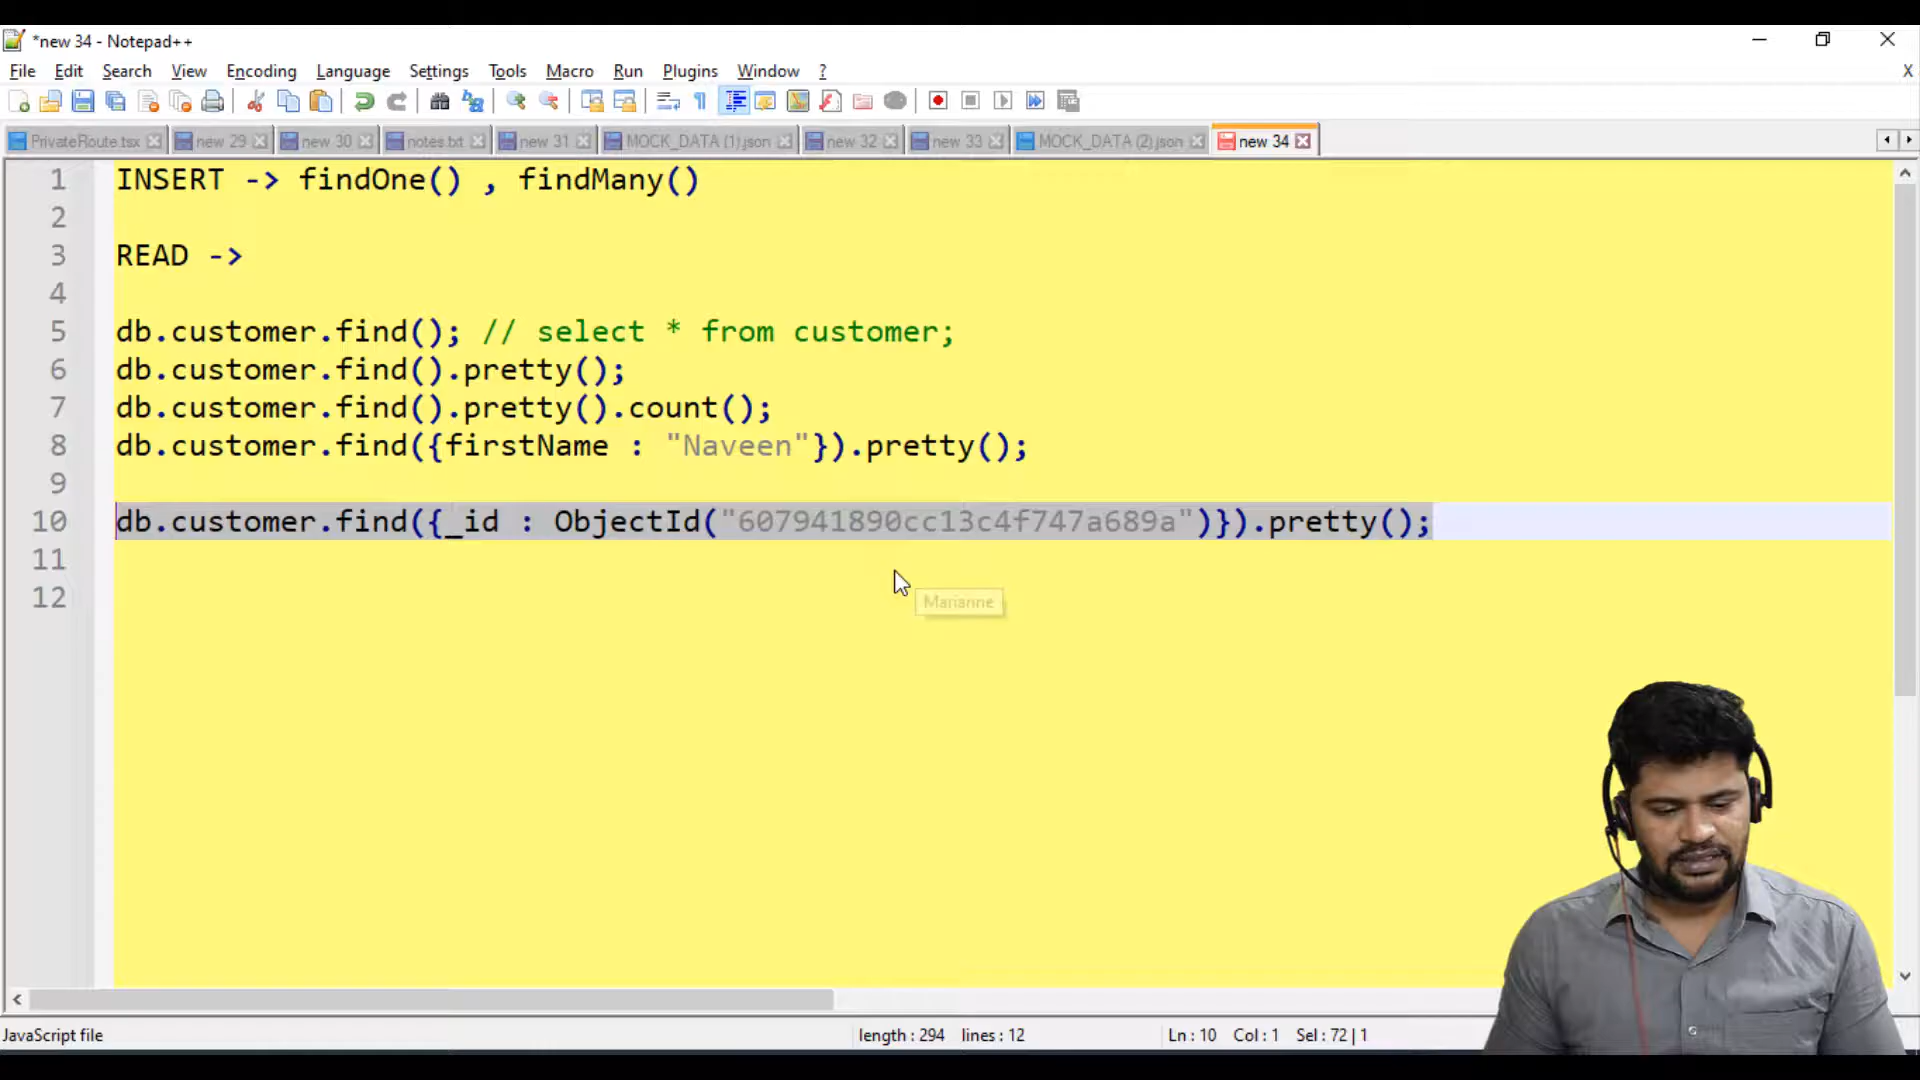 *new 34 - Notepad++
File Edit Search View Encoding Language Settings Tools Macro Run Plugins Window ? X
PrivateRoute.tsx new 29 new 30 notes.txt new 31 MOCK_DATA (1).json new 32 new 33 MOCK_DATA (2).json new 34
1 INSERT -> findOne() , findMany()
2
3 READ ->
4
5 db.customer.find(); // select * from customer;
6 db.customer.find().pretty();
7 db.customer.find().pretty().count();
8 db.customer.find({firstName : "Naveen"}).pretty();
9
10 db.customer.find({_id : ObjectId("607941890cc13c4f747a689a")}).pretty();
11
Marianne
12
JavaScript file length : 294 lines : 12 Ln : 10 Col : 1 Sel : 72 | 1